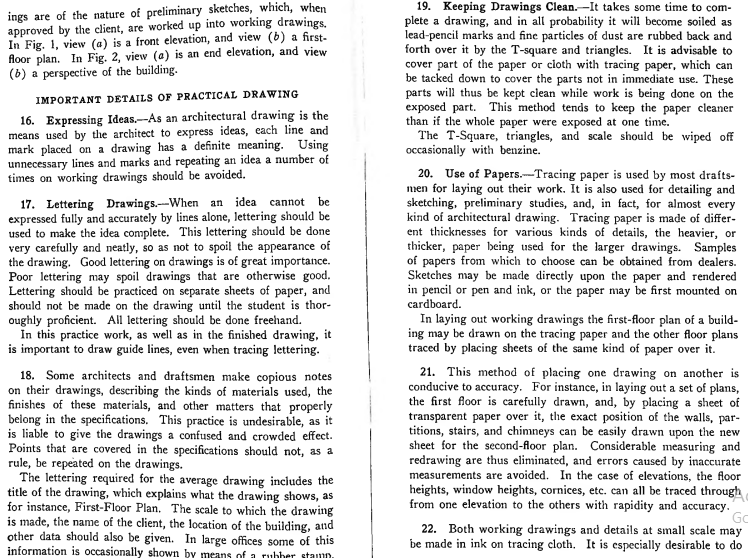 ings are of the nature of preliminary sketches, which, when
approved by the client, are worked up into working drawings.
In Fig. 1, view (a) is a front elevation, and view (b) a first-
floor plan. In Fig. 2, view (a) is an end elevation, and view
(b) a perspective of the building.
IMPORTANT DETAILS OF PRACTICAL DRAWING
16. Expressing Ideas.—As an architectural drawing is the
means used by the architect to express ideas, each line and
mark placed on a drawing has a definite meaning. Using
unnecessary lines and marks and repeating an idea a number of
times on working drawings should be avoided.
17. Lettering Drawings.—When an idea cannot be
expressed fully and accurately by lines alone, lettering should be
used to make the idea complete. This lettering should be done
very carefully and neatly, so as not to spoil the appearance of
the drawing. Good lettering on drawings is of great importance.
Poor lettering may spoil drawings that are otherwise good.
Lettering should be practiced on separate sheets of paper, and
should not be made on the drawing until the student is thor-
oughly proficient. All lettering should be done freehand.
In this practice work, as well as in the finished drawing, it
is important to draw guide lines, even when tracing lettering.
18. Some architects and draftsmen make copious notes
on their drawings, describing the kinds of materials used, the
finishes of these materials, and other matters that properly
belong in the specifications. This practice is undesirable, as it
is liable to give the drawings a confused and crowded effect.
Points that are covered in the specifications should not, as a
rule, be repeated on the drawings.
The lettering required for the average drawing includes the
title of the drawing, which explains what the drawing shows, as
for instance, First-Floor Plan. The scale to which the drawing
is made, the name of the client, the location of the building, and
other data should also be given. In large offices some of this
information is occasionally shown by means of a rubber stamp.
19. Keeping Drawings Clean.—It takes some time to com-
plete a drawing, and in all probability it will become soiled as
lead-pencil marks and fine particles of dust are rubbed back and
forth over it by the T-square and triangles. It is advisable to
cover part of the paper or cloth with tracing paper, which can
be tacked down to cover the parts not in immediate use. These
parts will thus be kept clean while work is being done on the
exposed part. This method tends to keep the paper cleaner
than if the whole paper were exposed at one time.
The T-Square, triangles, and scale should be wiped off
occasionally with benzine.
20. Use of Papers.—Tracing paper is used by most drafts-
men for laying out their work. It is also used for detailing and
sketching, preliminary studies, and, in fact, for almost every
kind of architectural drawing. Tracing paper is made of differ-
ent thicknesses for various kinds of details, the heavier, or
thicker, paper being used for the larger drawings. Samples
of papers from which to choose can be obtained from dealers.
Sketches may be made directly upon the paper and rendered
in pencil or pen and ink, or the paper may be first mounted on
cardboard.
In laying out working drawings the first-floor plan of a build-
ing may be drawn on the tracing paper and the other floor plans
traced by placing sheets of the same kind of paper over it.
21. This method of placing one drawing on another is
conducive to accuracy. For instance, in laying out a set of plans,
the first floor is carefully drawn, and, by placing a sheet of
transparent paper over it, the exact position of the walls, par-
titions, stairs, and chimneys can be easily drawn upon the new
sheet for the second-floor plan. Considerable measuring and
redrawing are thus eliminated, and errors caused by inaccurate
measurements are avoided. In the case of elevations, the floor
heights, window heights, cornices, etc. can all be traced through
from one elevation to the others with rapidity and accuracy.
22. Both working drawings and details at small scale may
be made in ink on tracing cloth. It is especially desirable to do